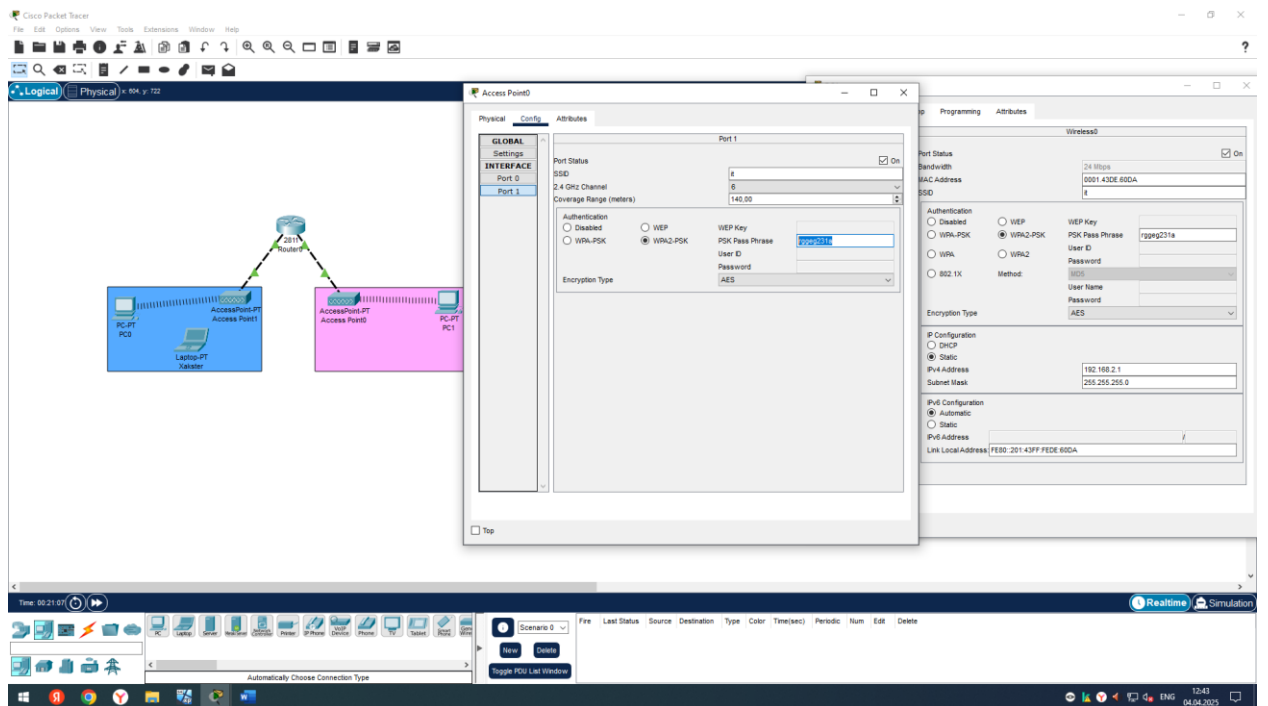 Cisco Packet Tracer
File Edit Options View Tools Extensions Window Help
?
Logical Physical x: 604, y: 722
2811
Router0
AccessPoint-PT
Access Point1
PC-PT
PC0
Laptop-PT
Xakster
AccessPoint-PT
Access Point0
PC-PT
PC1
Access Point0
Physical Config Attributes
GLOBAL
Settings
INTERFACE
Port 0
Port 1
Port 1
Port Status On
SSID it
2.4 GHz Channel 6
Coverage Range (meters) 140,00
Authentication
Disabled WEP WEP Key
WPA-PSK WPA2-PSK PSK Pass Phrase rggeg231a
User ID
Password
Encryption Type AES
Top
Programming Attributes
Wireless0
Port Status On
Bandwidth 24 Mbps
MAC Address 0001.43DE.60DA
SSID it
Authentication
Disabled WEP WEP Key
WPA-PSK WPA2-PSK PSK Pass Phrase rggeg231a
User ID
WPA WPA2
Password
802.1X Method: MD5
User Name
Password
Encryption Type AES
IP Configuration
DHCP
Static
IPv4 Address 192.168.2.1
Subnet Mask 255.255.255.0
IPv6 Configuration
Automatic
Static
IPv6 Address /
Link Local Address: FE80::201:43FF:FEDE:60DA
Time: 00:21:07
Realtime Simulation
PC Laptop Server Printer IP Phone VoIP Device Phone TV Tablet Smart Phone
Automatically Choose Connection Type
Scenario 0
New Delete
Toggle PDU List Window
Fire Last Status Source Destination Type Color Time(sec) Periodic Num Edit Delete
ENG 12:43
04.04.2025